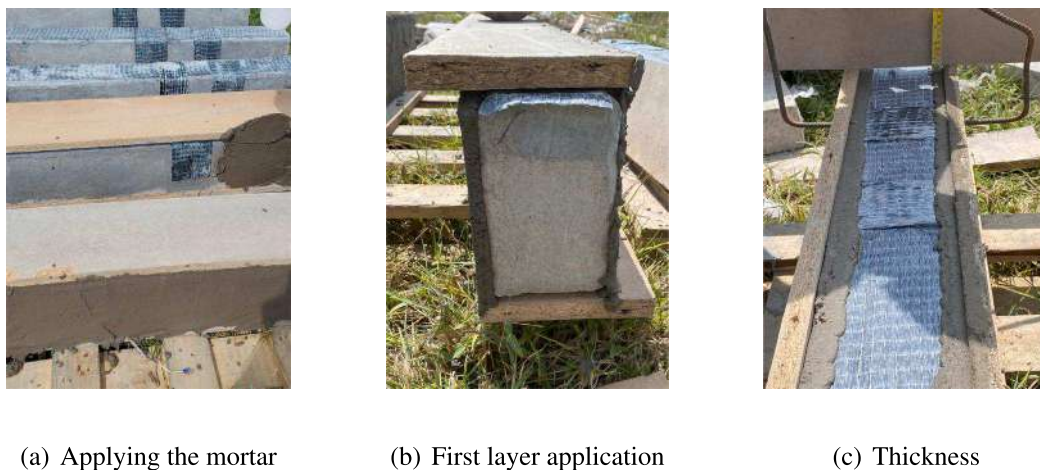 (a) Applying the mortar
(b) First layer application
(c) Thickness